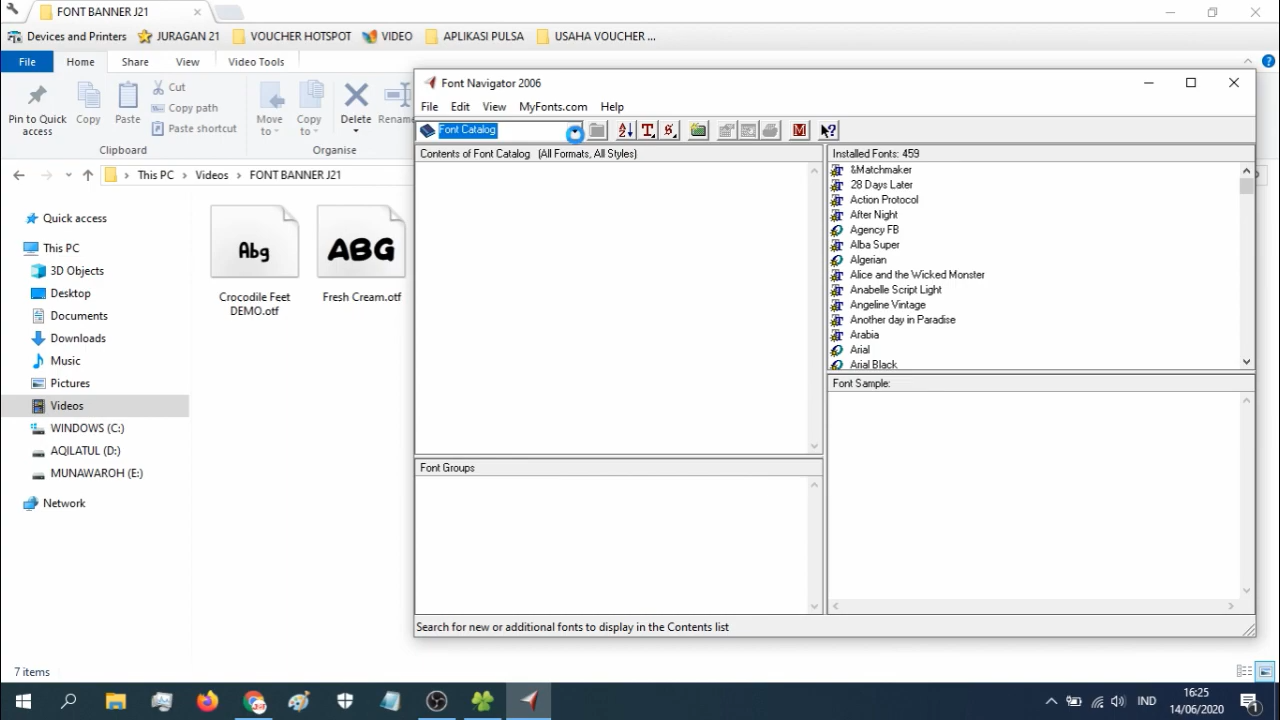 FONT BANNER J21
Devices and Printers
JURAGAN 21
VOUCHER HOTSPOT
VIDEO
APLIKASI PULSA
USAHA VOUCHER ...
File
Home
Share
View
Video Tools
Pin to Quick access
Copy
Paste
Cut
Copy path
Paste shortcut
Clipboard
Move to
Copy to
Delete
Rename
Organise
This PC
Videos
FONT BANNER J21
Quick access
This PC
3D Objects
Desktop
Documents
Downloads
Music
Pictures
Videos
WINDOWS (C:)
AQILATUL (D:)
MUNAWAROH (E:)
Network
Abg
Crocodile Feet
DEMO.otf
ABG
Fresh Cream.otf
7 items
Font Navigator 2006
File
Edit
View
MyFonts.com
Help
Font Catalog
Contents of Font Catalog (All Formats, All Styles)
Font Groups
Installed Fonts: 459
&Matchmaker
28 Days Later
Action Protocol
After Night
Agency FB
Alba Super
Algerian
Alice and the Wicked Monster
Anabelle Script Light
Angeline Vintage
Another day in Paradise
Arabia
Arial
Arial Black
Font Sample:
Search for new or additional fonts to display in the Contents list
IND
16:25
14/06/2020